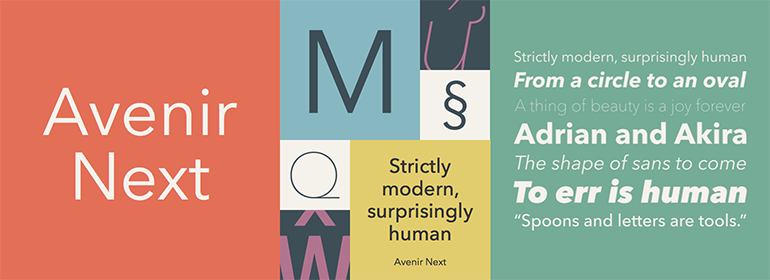 Avenir
Next
M
§
Q
Strictly
modern,
surprisingly
human
Avenir Next
Strictly modern, surprisingly human
From a circle to an oval
A thing of beauty is a joy forever
Adrian and Akira
The shape of sans to come
To err is human
“Spoons and letters are tools.”